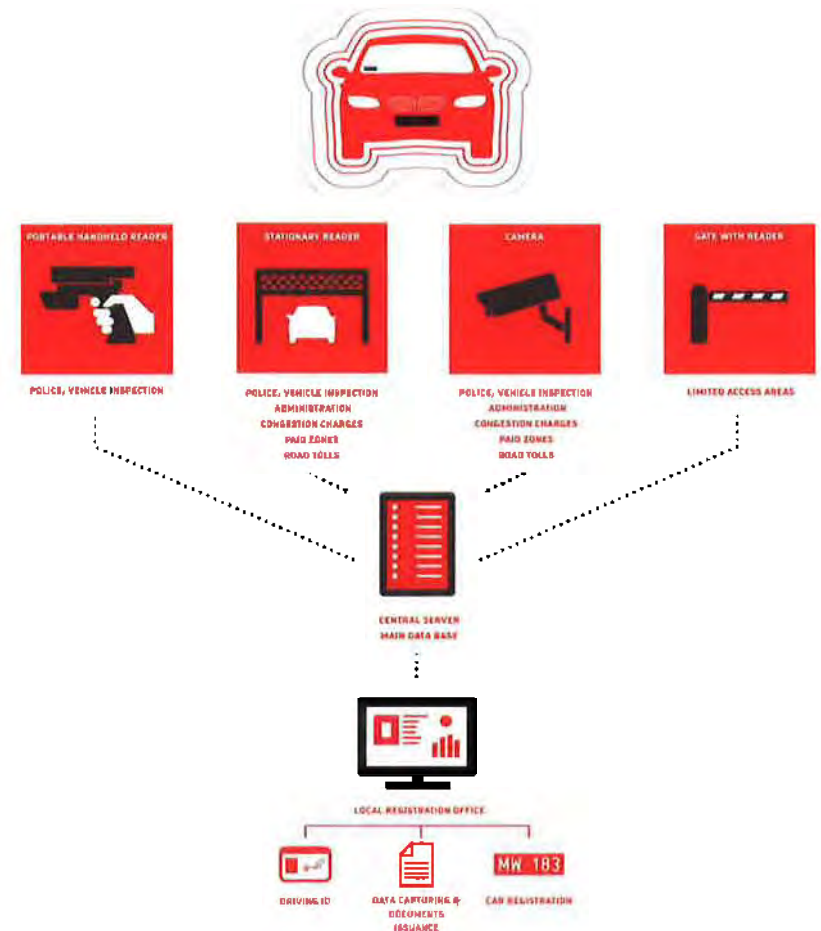 PORTABLE HANDHELD READER
STATIONARY READER
CAMERA
GATE WITH READER
POLICE, VEHICLE INSPECTION
POLICE, VEHICLE INSPECTION
ADMINISTRATION
CONGESTION CHARGES
PAID ZONES
ROAD TOLLS
POLICE, VEHICLE INSPECTION
ADMINISTRATION
CONGESTION CHARGES
PAID ZONES
ROAD TOLLS
LIMITED ACCESS AREAS
CENTRAL SERVER
MAIN DATA BASE
LOCAL REGISTRATION OFFICE
MW 183
DRIVING ID
DATA CAPTURING &
DOCUMENTS
ISSUANCE
CAR REGISTRATION